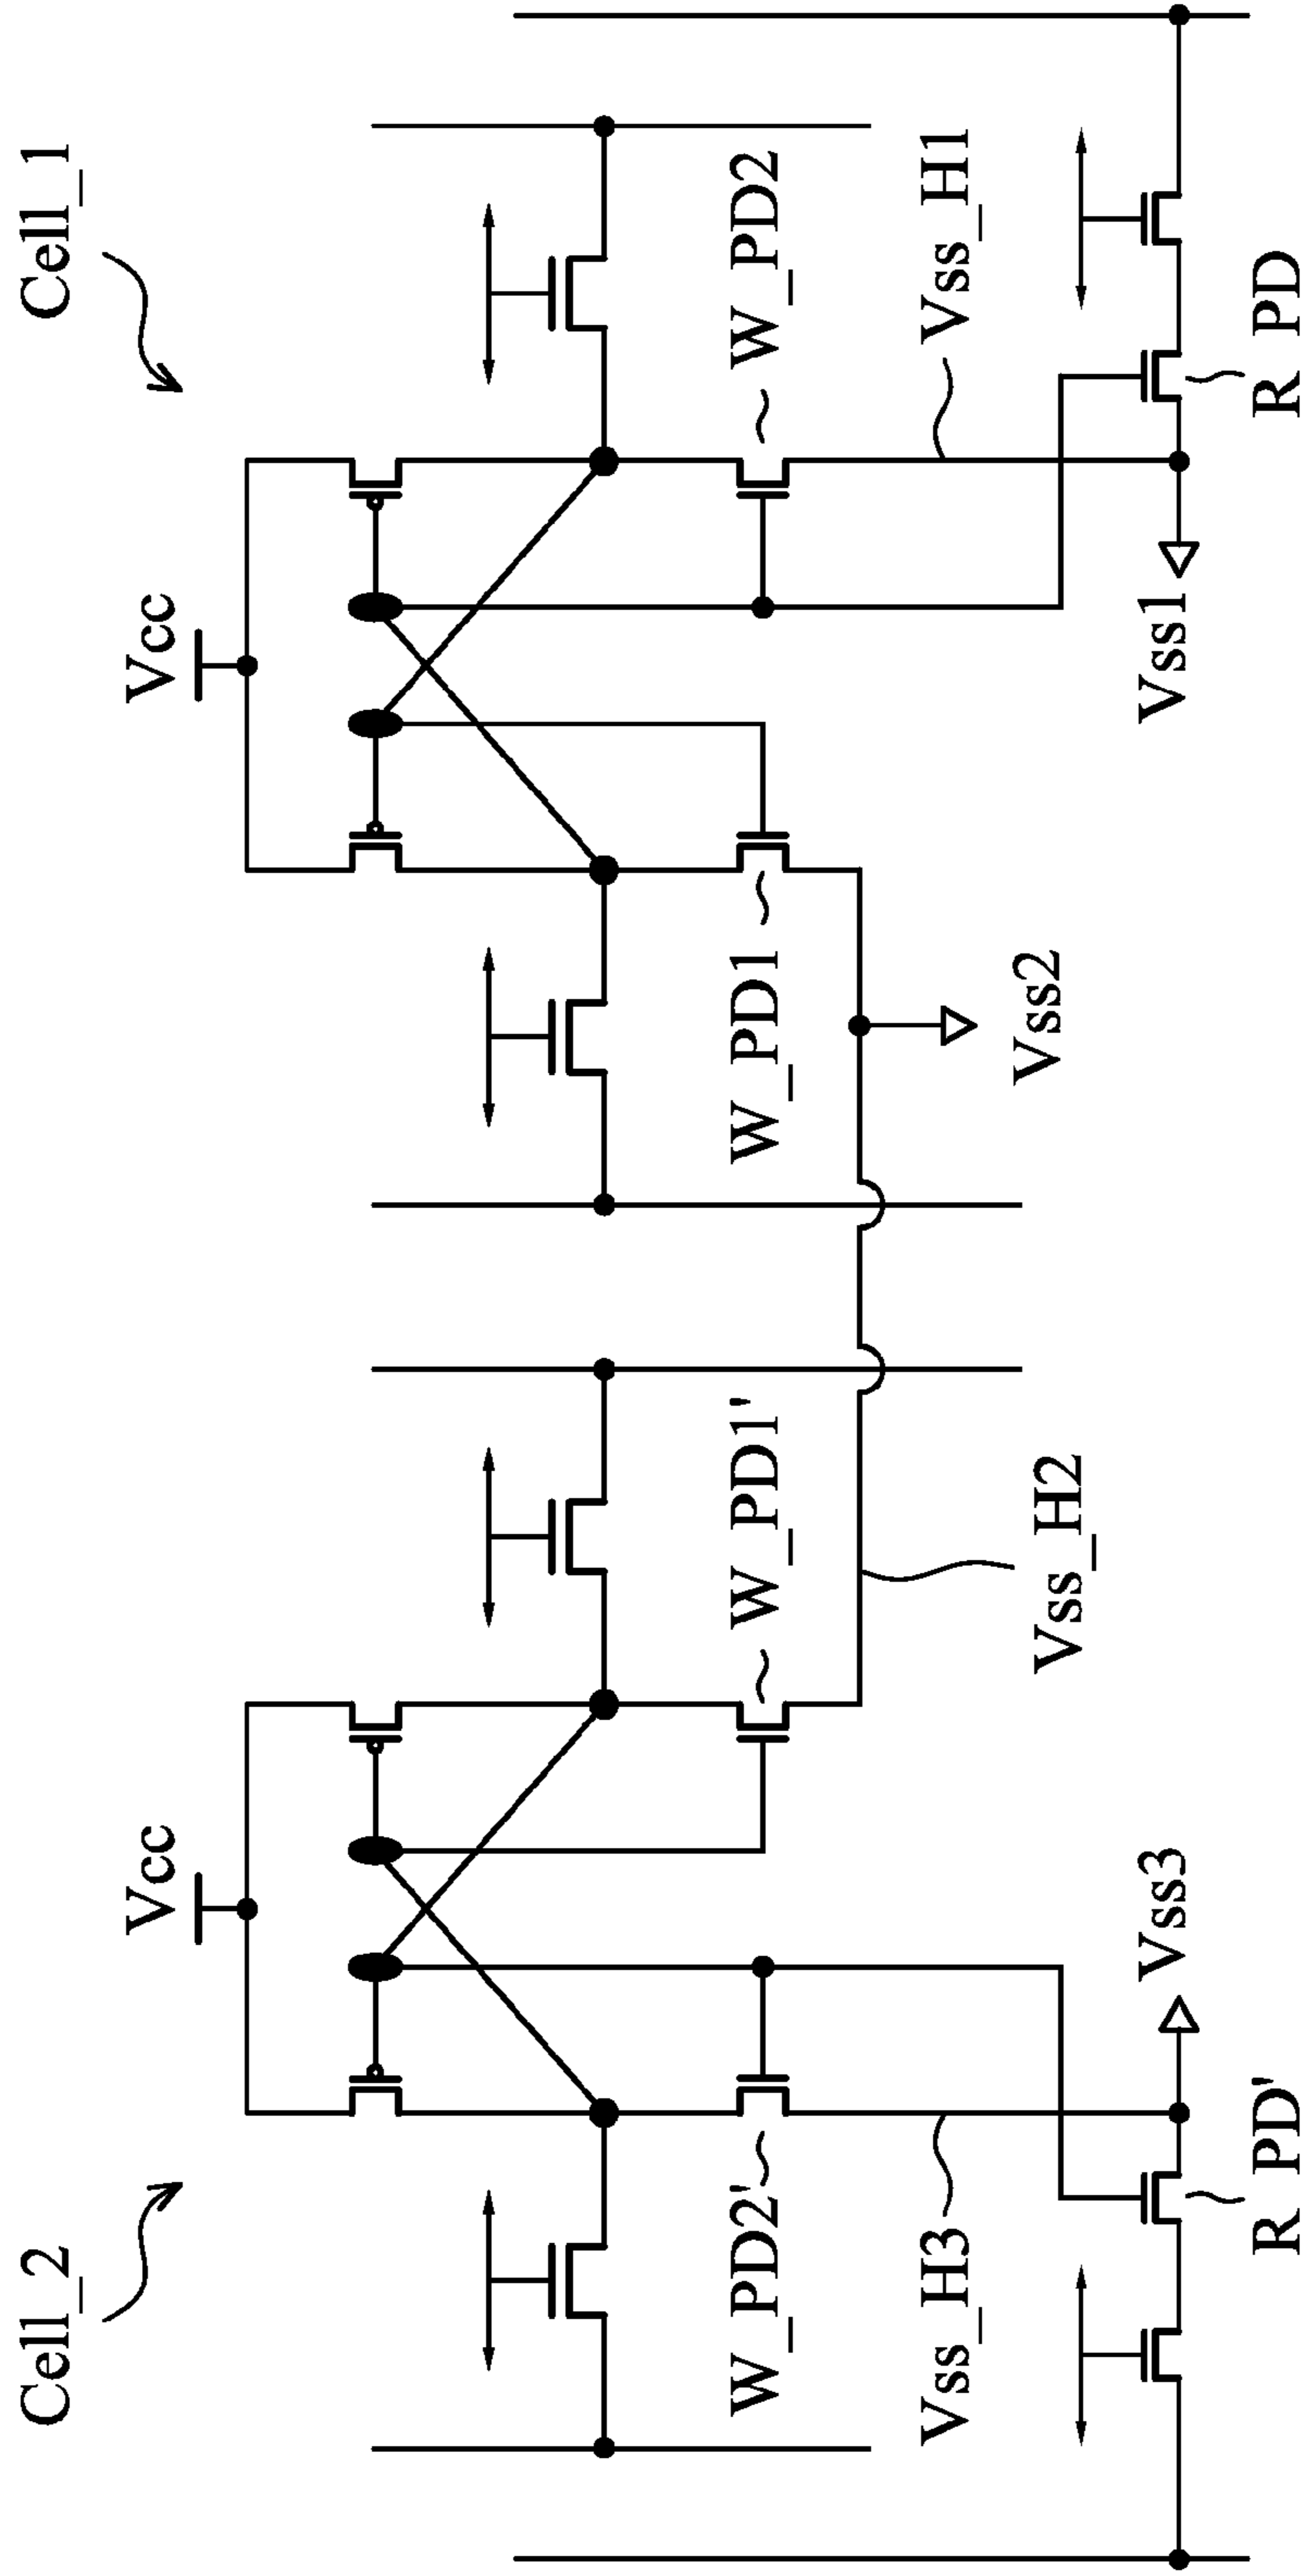 Cell_2
Cell_1
Vcc
Vcc
W_PD2'
W_PD1'
W_PD1
W_PD2
Vss_H3
Vss_H2
Vss2
Vss_H1
Vss3
Vss1
R_PD'
R_PD